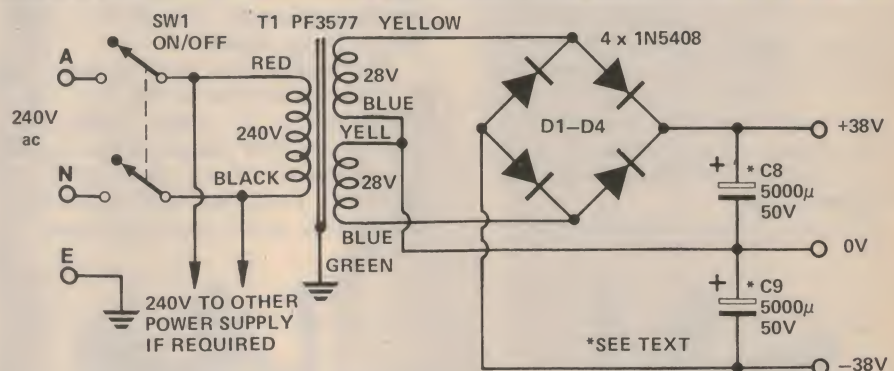 SW1
ON/OFF
T1 PF3577
YELLOW
4 x 1N5408
A
RED
28V
BLUE
240V
ac
240V
YELL
D1–D4
+38V
+
* C8
5000μ
50V
N
BLACK
28V
BLUE
0V
E
GREEN
+
* C9
5000μ
50V
240V TO OTHER
POWER SUPPLY
IF REQUIRED
*SEE TEXT
–38V